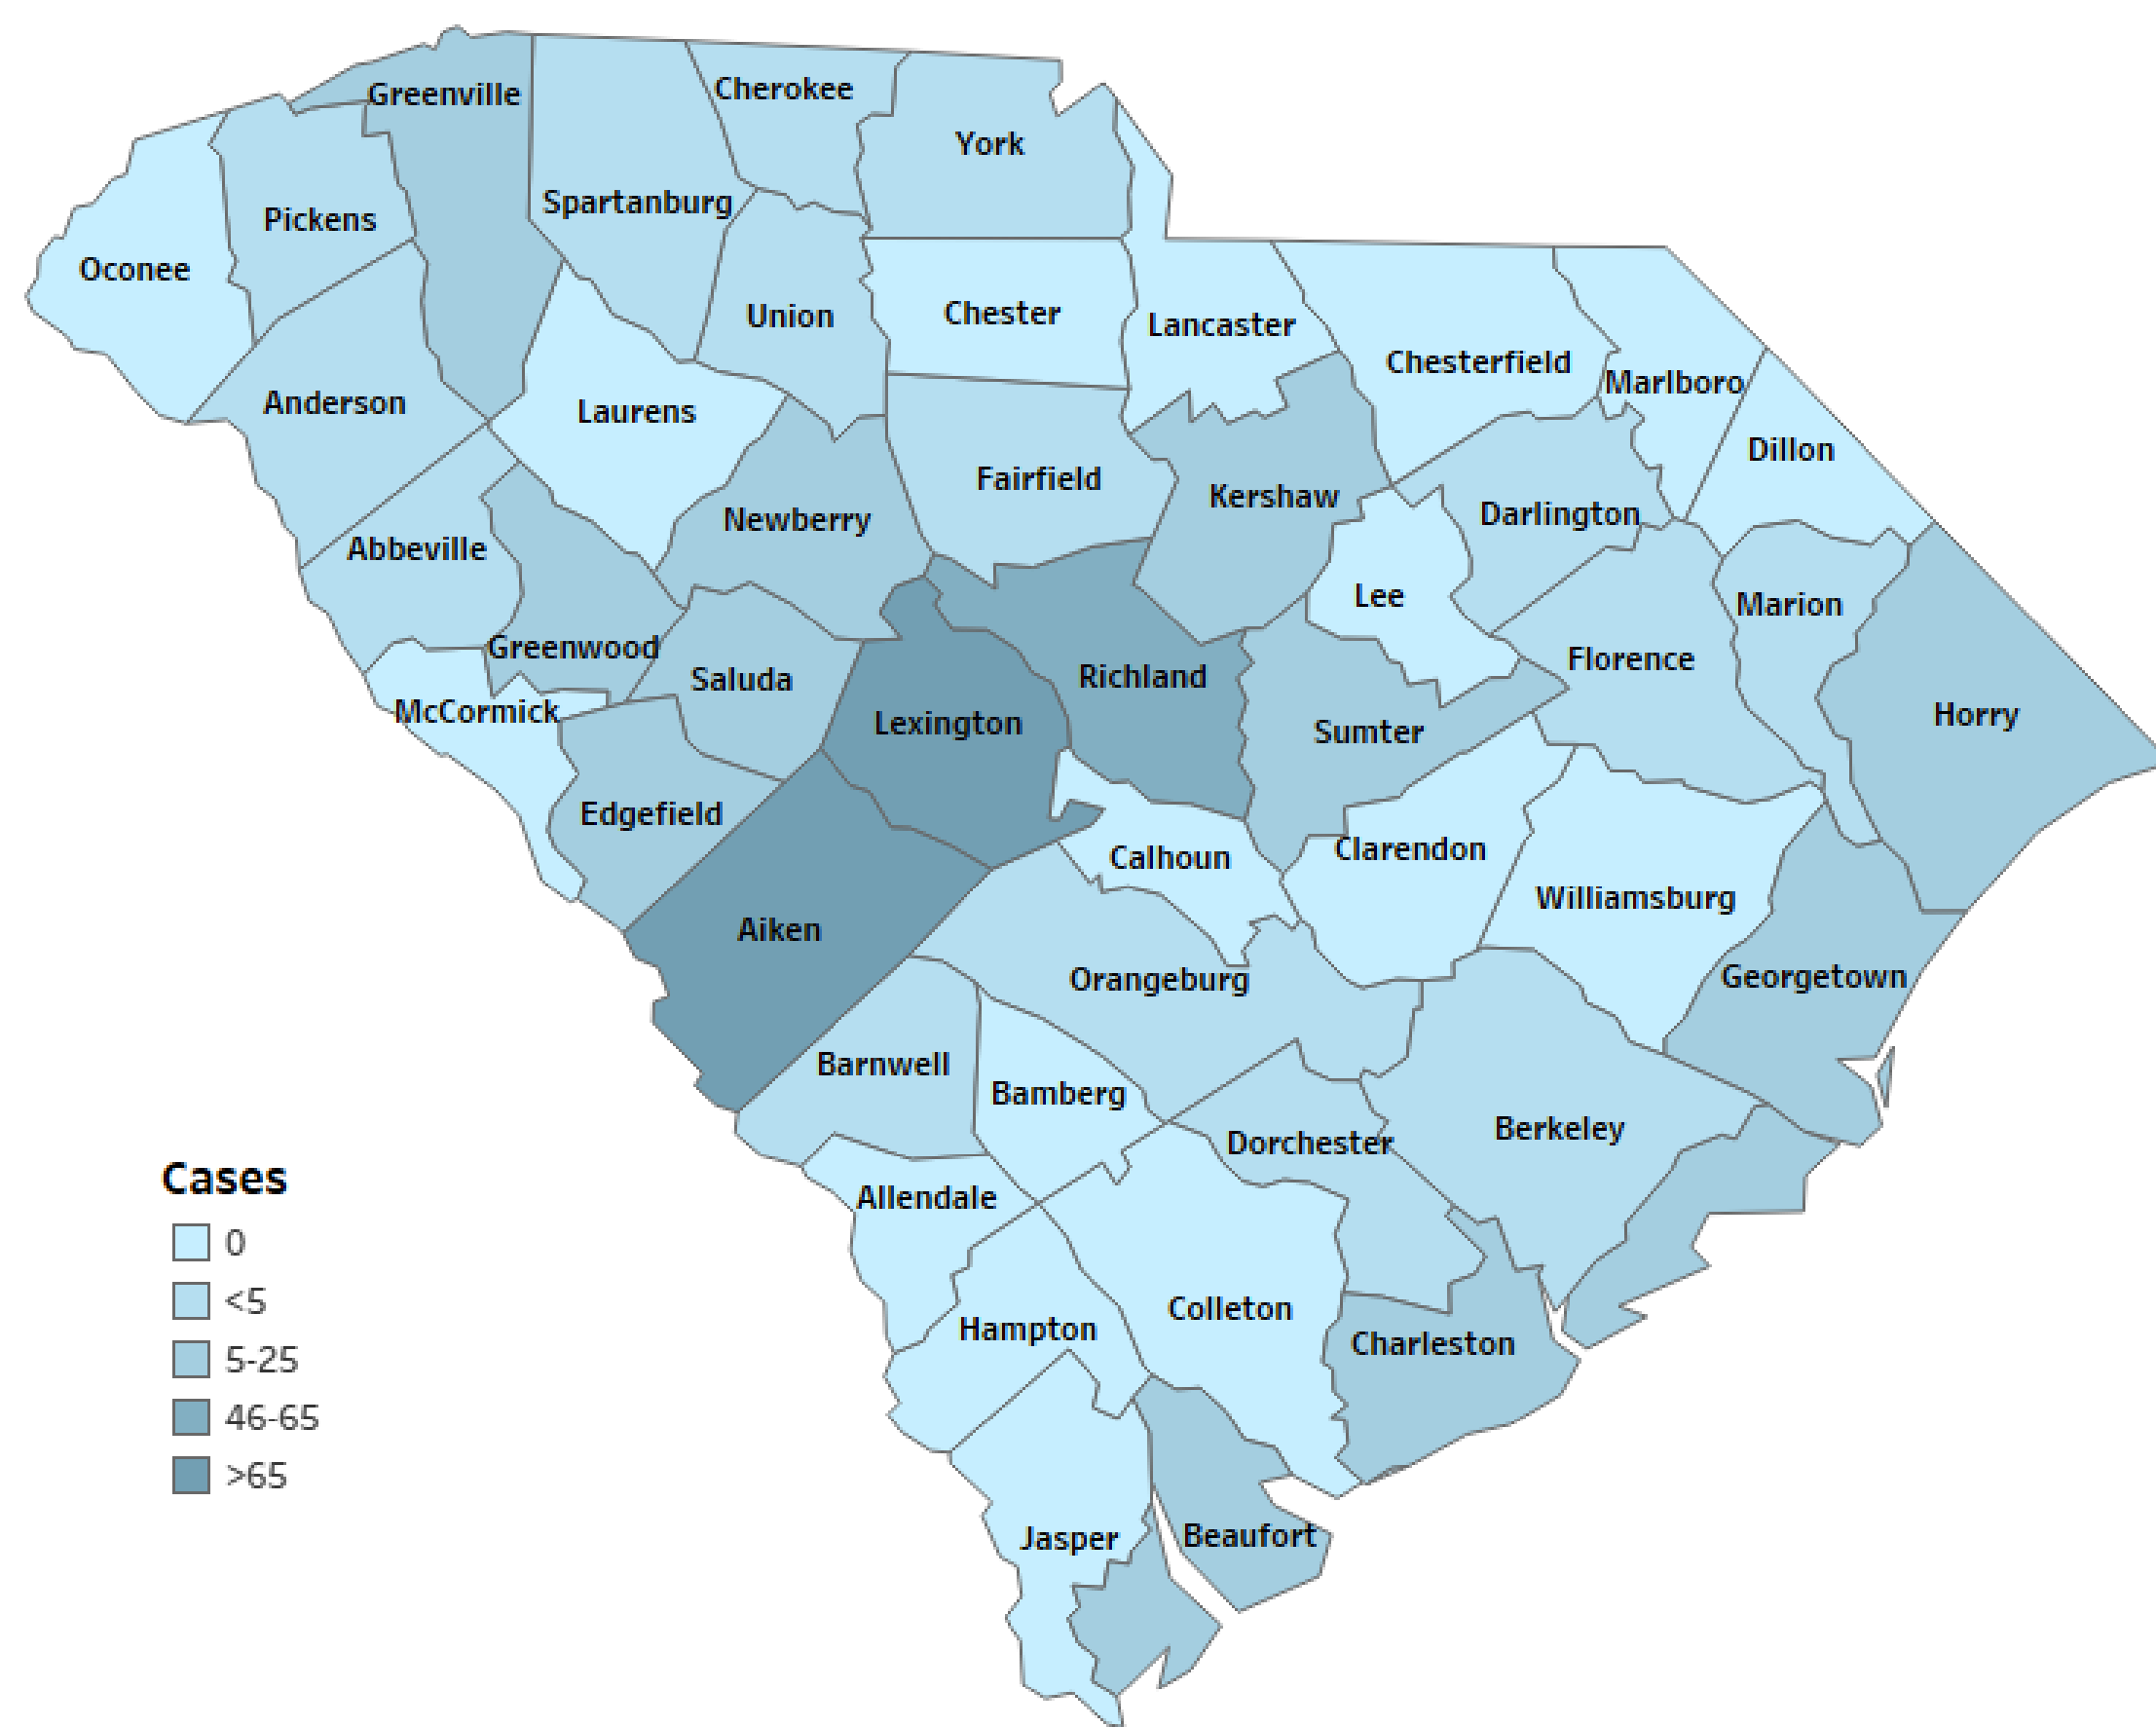 Greenville
Cherokee
York
Spartanburg
Pickens
Oconee
Union
Chester
Lancaster
Chesterfield
Marlboro
Anderson
Laurens
Dillon
Fairfield
Kershaw
Darlington
Newberry
Abbeville
Lee
Marion
Greenwood
Florence
Richland
Saluda
McCormick
Horry
Lexington
Sumter
Edgefield
Clarendon
Calhoun
Williamsburg
Aiken
Georgetown
Orangeburg
Barnwell
Bamberg
Berkeley
Dorchester
Allendale
Colleton
Hampton
Charleston
Beaufort
Jasper
Cases
0
<5
5-25
46-65
>65